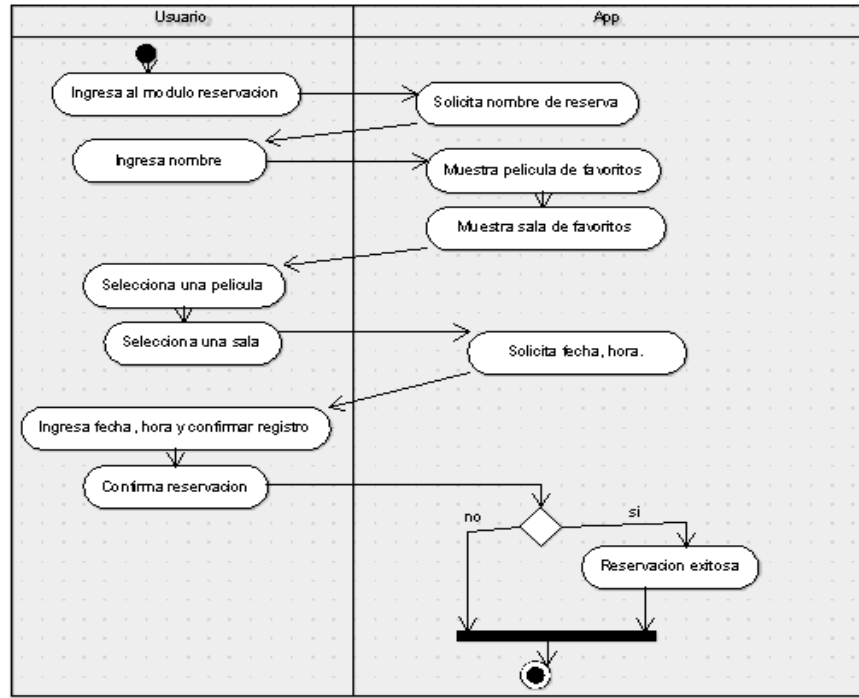 Usuario
App
Ingresa al modulo reservacion
Solicita nombre de reserva
Ingresa nombre
Muestra pelicula de favoritos
Muestra sala de favoritos
Selecciona una pelicula
Selecciona una sala
Solicita fecha, hora.
Ingresa fecha, hora y confirmar registro
Confirma reservacion
no
si
Reservacion exitosa